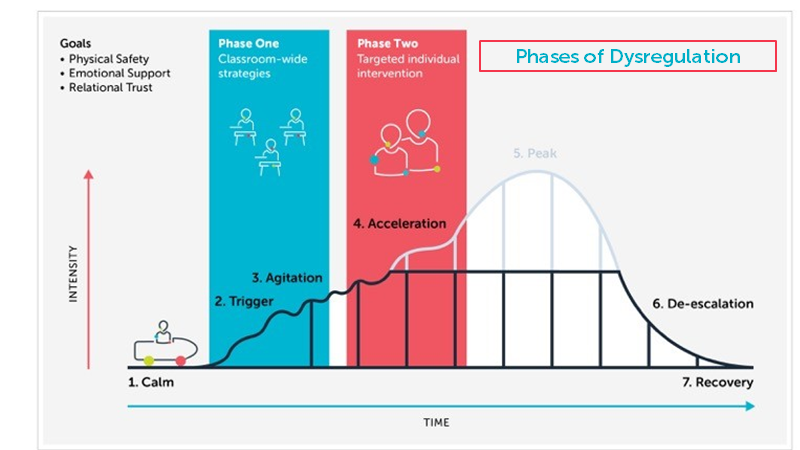 Goals
• Physical Safety
• Emotional Support
• Relational Trust
Phase One
Classroom-wide
strategies
Phase Two
Targeted individual
intervention
Phases of Dysregulation
5. Peak
4. Acceleration
3. Agitation
2. Trigger
6. De-escalation
INTENSITY
1. Calm
7. Recovery
TIME